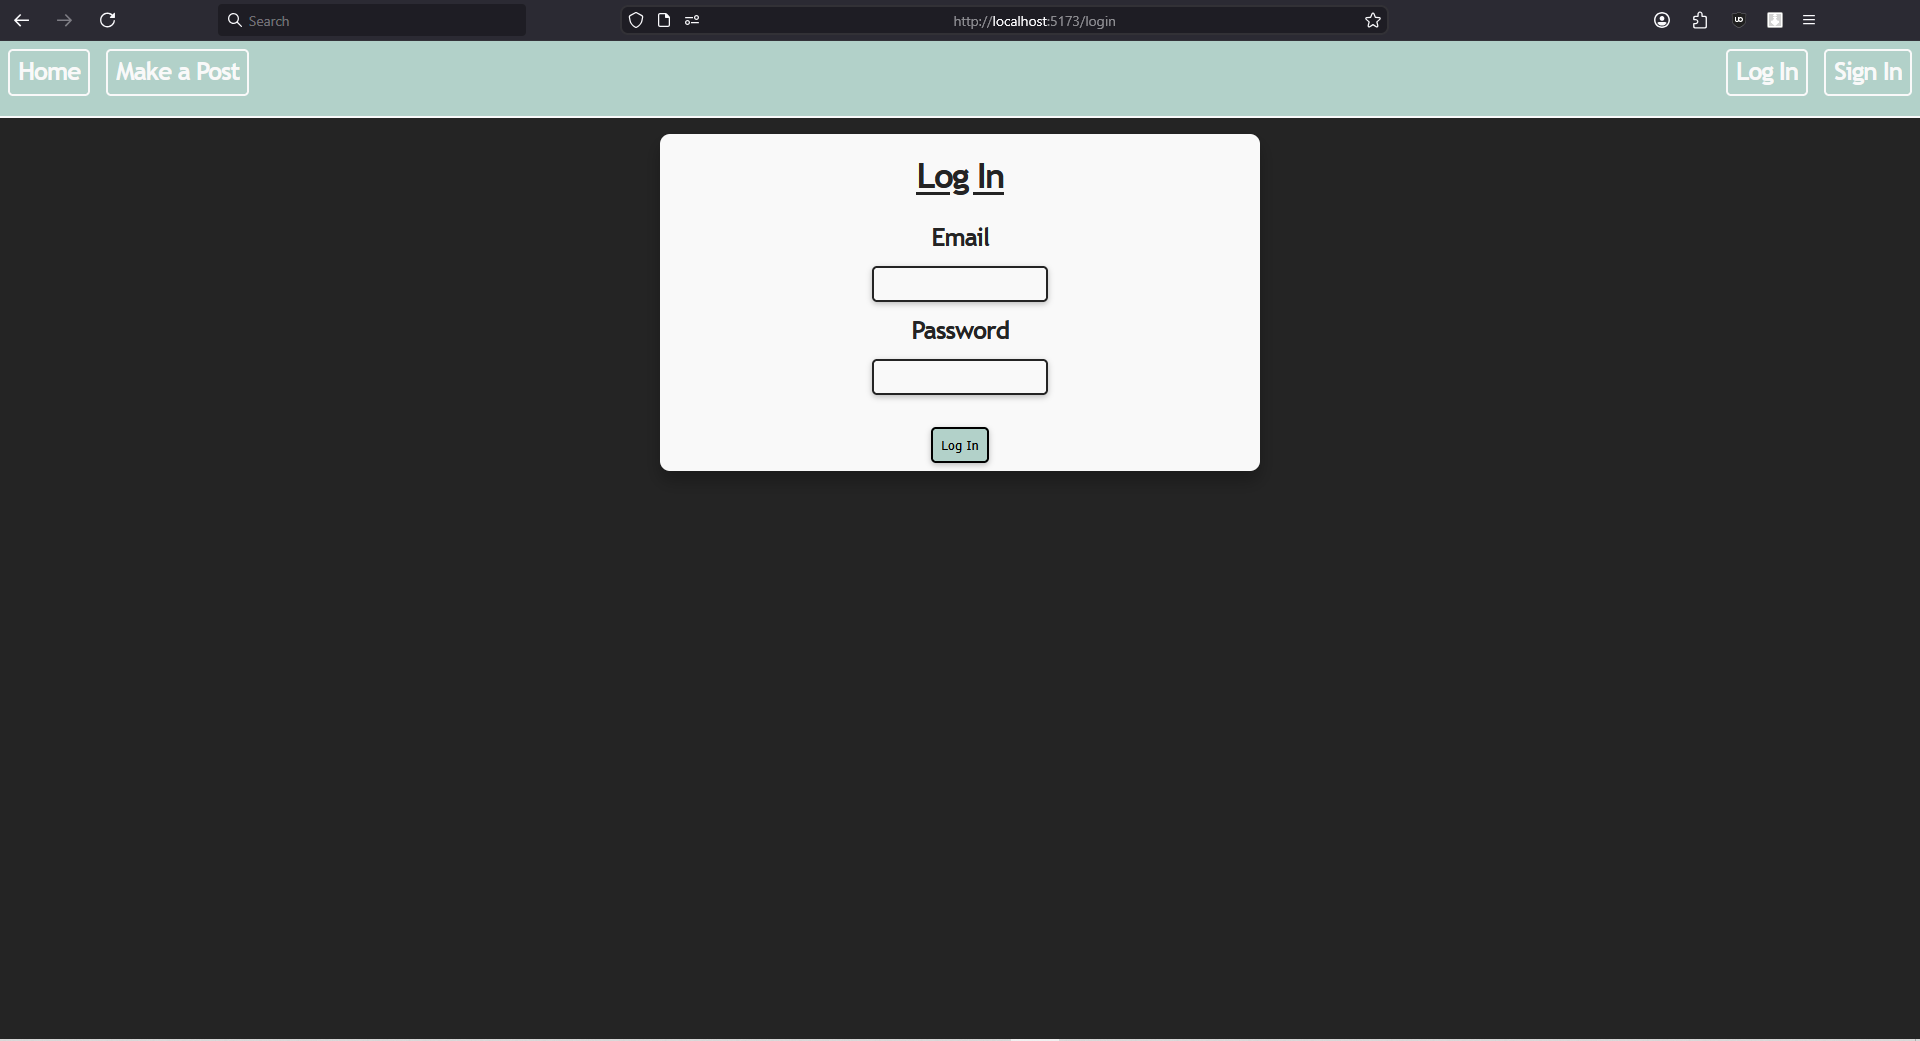 Search
http://localhost:5173/login
Home
Make a Post
Log In
Sign In
Log In
Email
Password
Log In